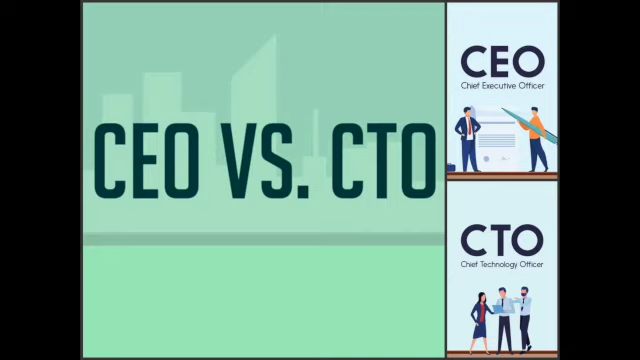 CEO VS. CTO
CEO
Chief Executive Officer
CTO
Chief Technology Officer